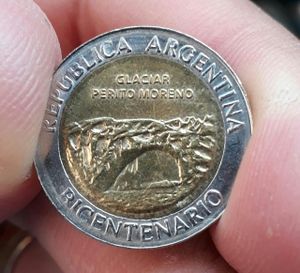 REPUBLICA ARGENTINA
GLACIAR
PERITO MORENO
BICENTENARIO